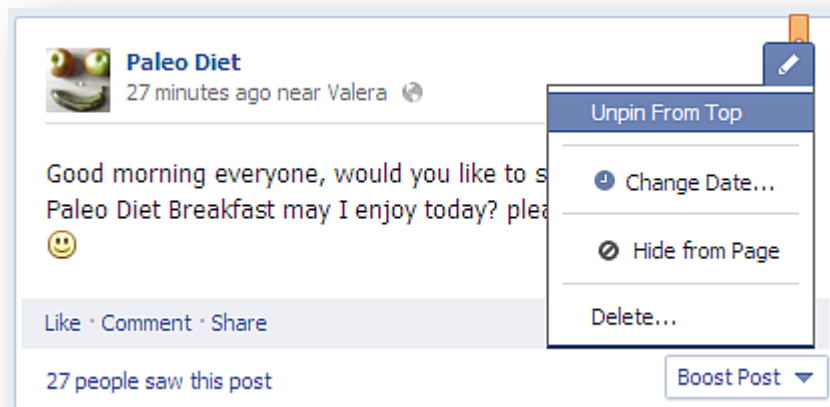 Paleo Diet
27 minutes ago near Valera
Unpin From Top
Good morning everyone, would you like to s
Change Date...
Paleo Diet Breakfast may I enjoy today? plea
Hide from Page
Delete...
Like · Comment · Share
27 people saw this post
Boost Post